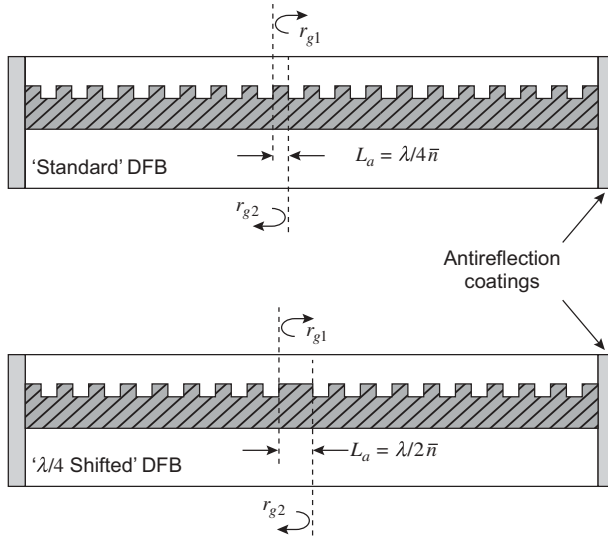 r_{g1}
'Standard' DFB
L_a = λ/4n̄
r_{g2}
Antireflection
coatings
r_{g1}
'λ/4 Shifted' DFB
L_a = λ/2n̄
r_{g2}